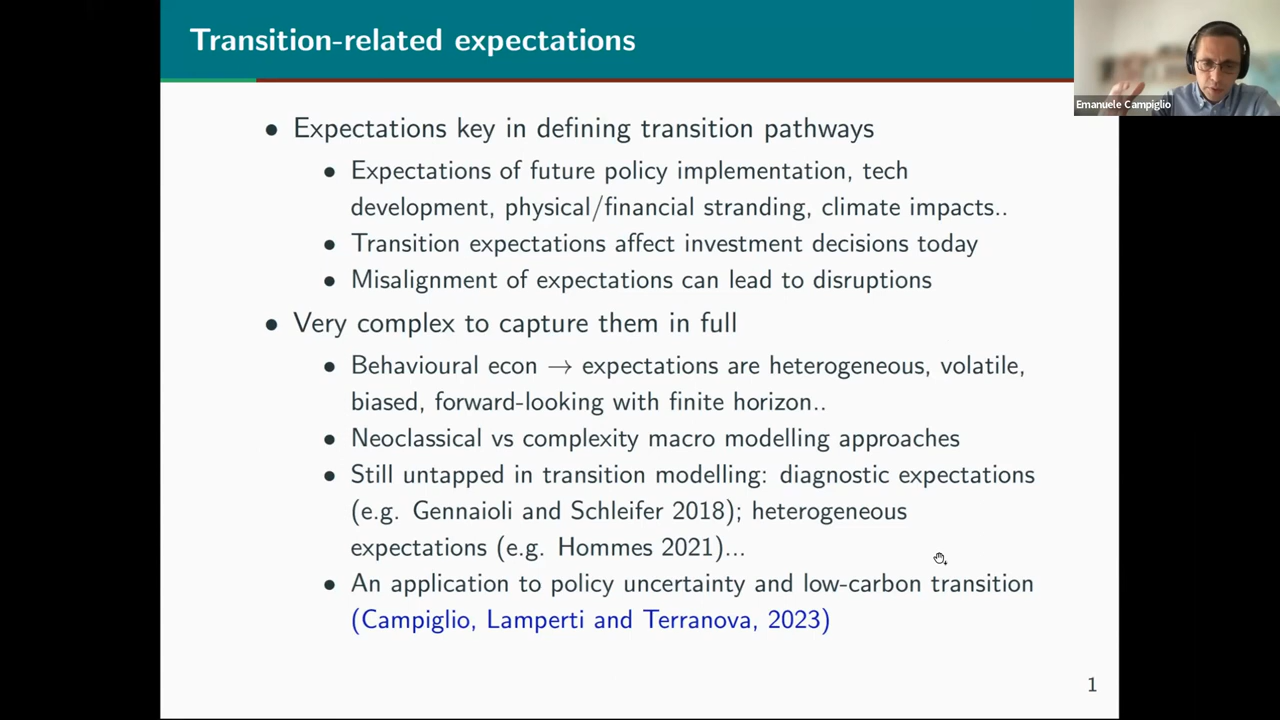 Transition-related expectations
Emanuele Campiglio
• Expectations key in defining transition pathways
• Expectations of future policy implementation, tech
development, physical/financial stranding, climate impacts..
• Transition expectations affect investment decisions today
• Misalignment of expectations can lead to disruptions
• Very complex to capture them in full
• Behavioural econ → expectations are heterogeneous, volatile,
biased, forward-looking with finite horizon..
• Neoclassical vs complexity macro modelling approaches
• Still untapped in transition modelling: diagnostic expectations
(e.g. Gennaioli and Schleifer 2018); heterogeneous
expectations (e.g. Hommes 2021)...
• An application to policy uncertainty and low-carbon transition
(Campiglio, Lamperti and Terranova, 2023)
1